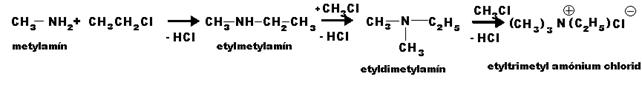 CH₃—NH₂ + CH₃CH₂Cl → - HCl CH₃—NH—CH₂—CH₃ +CH₃Cl → - HCl CH₃—N—C₂H₅ CH₃Cl → - HCl (CH₃)₃ N⊕(C₂H₅)Cl⊖
CH₃
metylamín etylmetylamín
etyldimetylamín
etyltrimetyl amónium chlorid